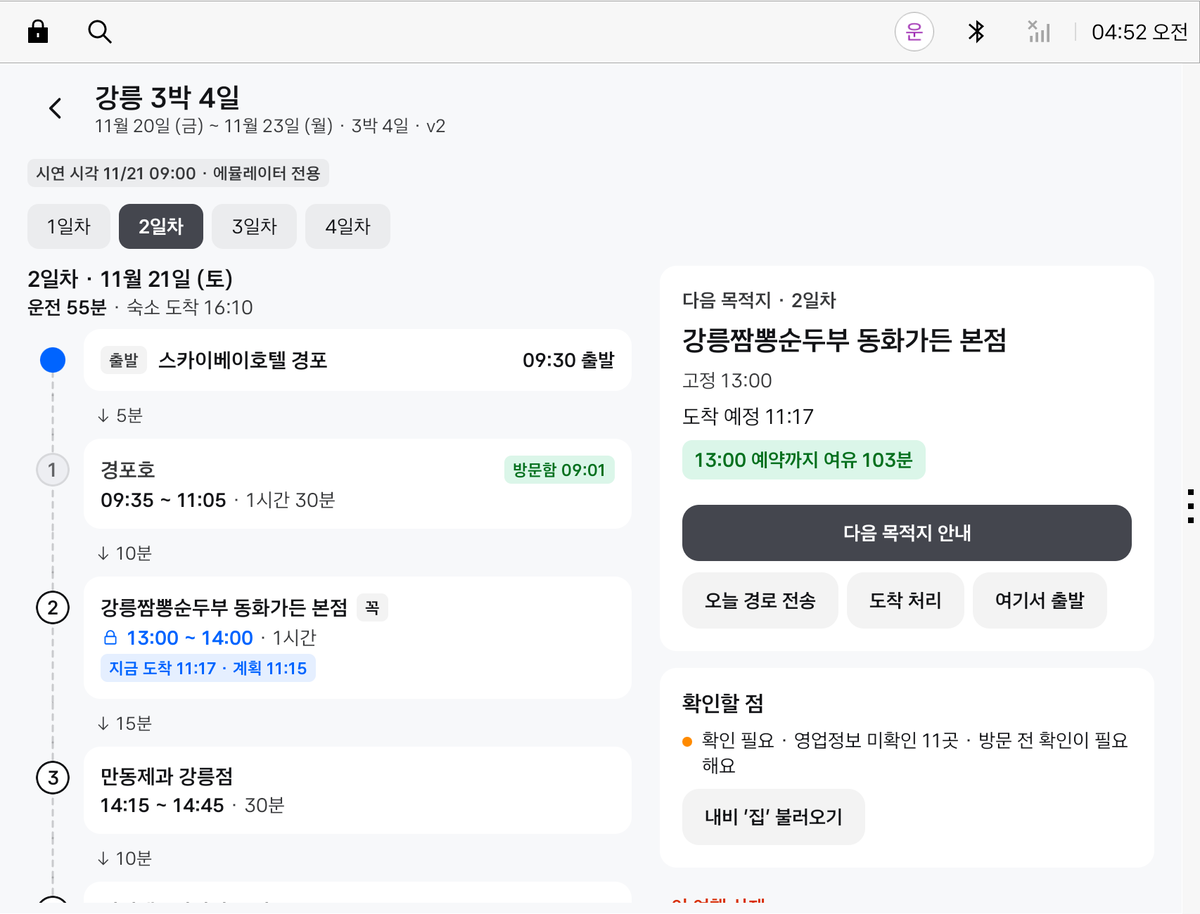 운
04:52 오전
강릉 3박 4일
11월 20일 (금) ~ 11월 23일 (월) · 3박 4일 · v2
시연 시각 11/21 09:00 · 에뮬레이터 전용
1일차 2일차 3일차 4일차
2일차 · 11월 21일 (토)
운전 55분 · 숙소 도착 16:10
출발 스카이베이호텔 경포 09:30 출발
↓ 5분
1 경포호 방문함 09:01
09:35 ~ 11:05 · 1시간 30분
↓ 10분
2 강릉짬뽕순두부 동화가든 본점 꼭
13:00 ~ 14:00 · 1시간
지금 도착 11:17 · 계획 11:15
↓ 15분
3 만동제과 강릉점
14:15 ~ 14:45 · 30분
↓ 10분
다음 목적지 · 2일차
강릉짬뽕순두부 동화가든 본점
고정 13:00
도착 예정 11:17
13:00 예약까지 여유 103분
다음 목적지 안내
오늘 경로 전송 도착 처리 여기서 출발
확인할 점
확인 필요 · 영업정보 미확인 11곳 · 방문 전 확인이 필요
해요
내비 ‘집’ 불러오기